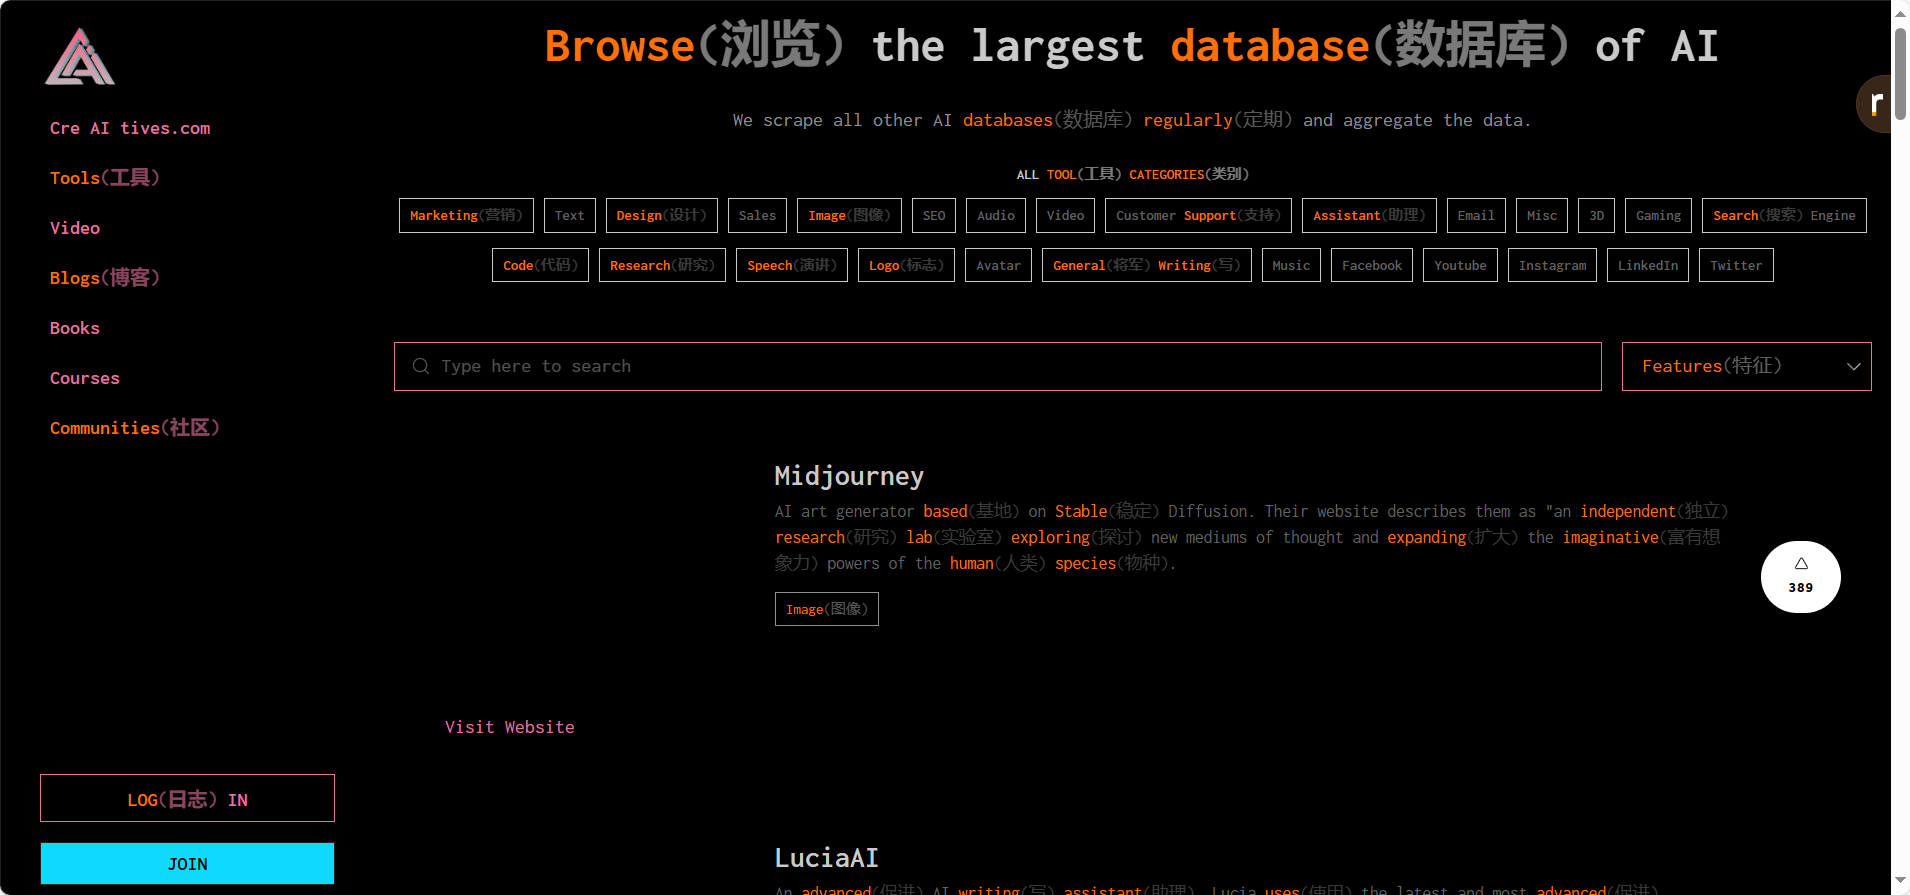 Browse(浏览) the largest database(数据库) of AI
We scrape all other AI databases(数据库) regularly(定期) and aggregate the data.
ALL TOOL(工具) CATEGORIES(类别)
Marketing(营销) Text Design(设计) Sales Image(图像) SEO Audio Video Customer Support(支持) Assistant(助理) Email Misc 3D Gaming Search(搜索) Engine
Code(代码) Research(研究) Speech(演讲) Logo(标志) Avatar General(将军) Writing(写) Music Facebook Youtube Instagram LinkedIn Twitter
Cre AI tives.com
Tools(工具)
Video
Blogs(博客)
Books
Courses
Communities(社区)
LOG(日志) IN
JOIN
r
Type here to search
Features(特征)
Midjourney
AI art generator based(基地) on Stable(稳定) Diffusion. Their website describes them as "an independent(独立)
research(研究) lab(实验室) exploring(探讨) new mediums of thought and expanding(扩大) the imaginative(富有想
象力) powers of the human(人类) species(物种).
Image(图像)
389
Visit Website
LuciaAI
An advanced(促进) AI writing(写) assistant(助理). Lucia uses(使用) the latest and most advanced(促进)